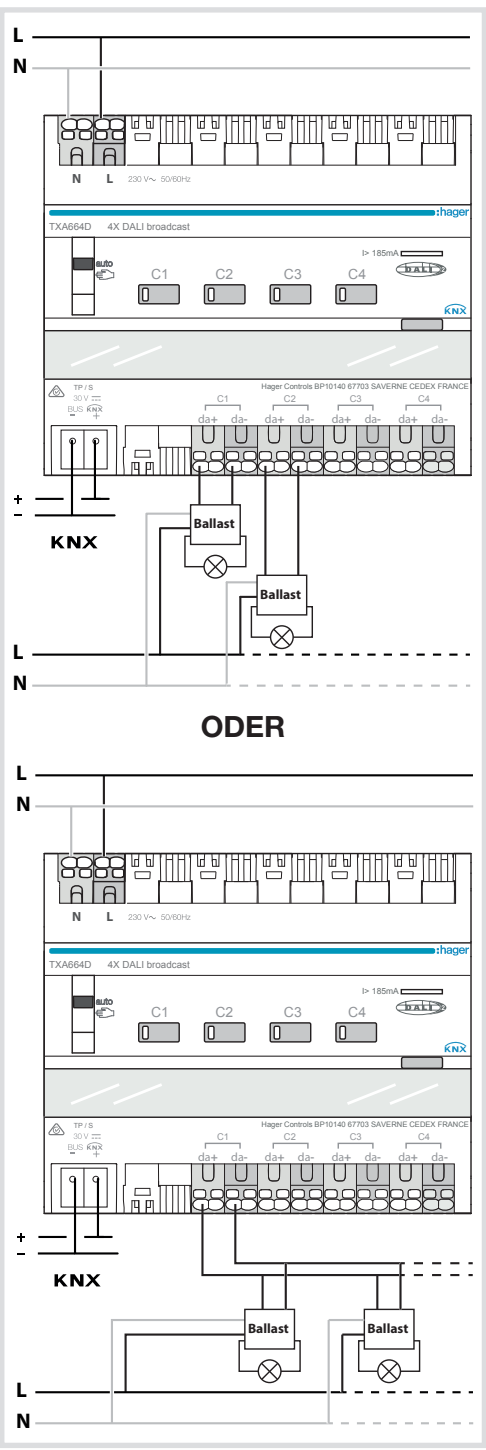 L
N
N L 230 V~ 50/60Hz
:hager
TXA664D 4X DALI broadcast
I> 185mA
auto
DALI
C1 C2 C3 C4
KNX
TP / S
30 V
BUS KNX
- +
Hager Controls BP10140 67703 SAVERNE CEDEX FRANCE
C1 C2 C3 C4
da+ da- da+ da- da+ da- da+ da-
+
-
KNX
Ballast
Ballast
L
N
ODER
L
N
N L 230 V~ 50/60Hz
:hager
TXA664D 4X DALI broadcast
I> 185mA
auto
DALI
C1 C2 C3 C4
KNX
TP / S
30 V
BUS KNX
- +
Hager Controls BP10140 67703 SAVERNE CEDEX FRANCE
C1 C2 C3 C4
da+ da- da+ da- da+ da- da+ da-
+
-
KNX
Ballast Ballast
L
N